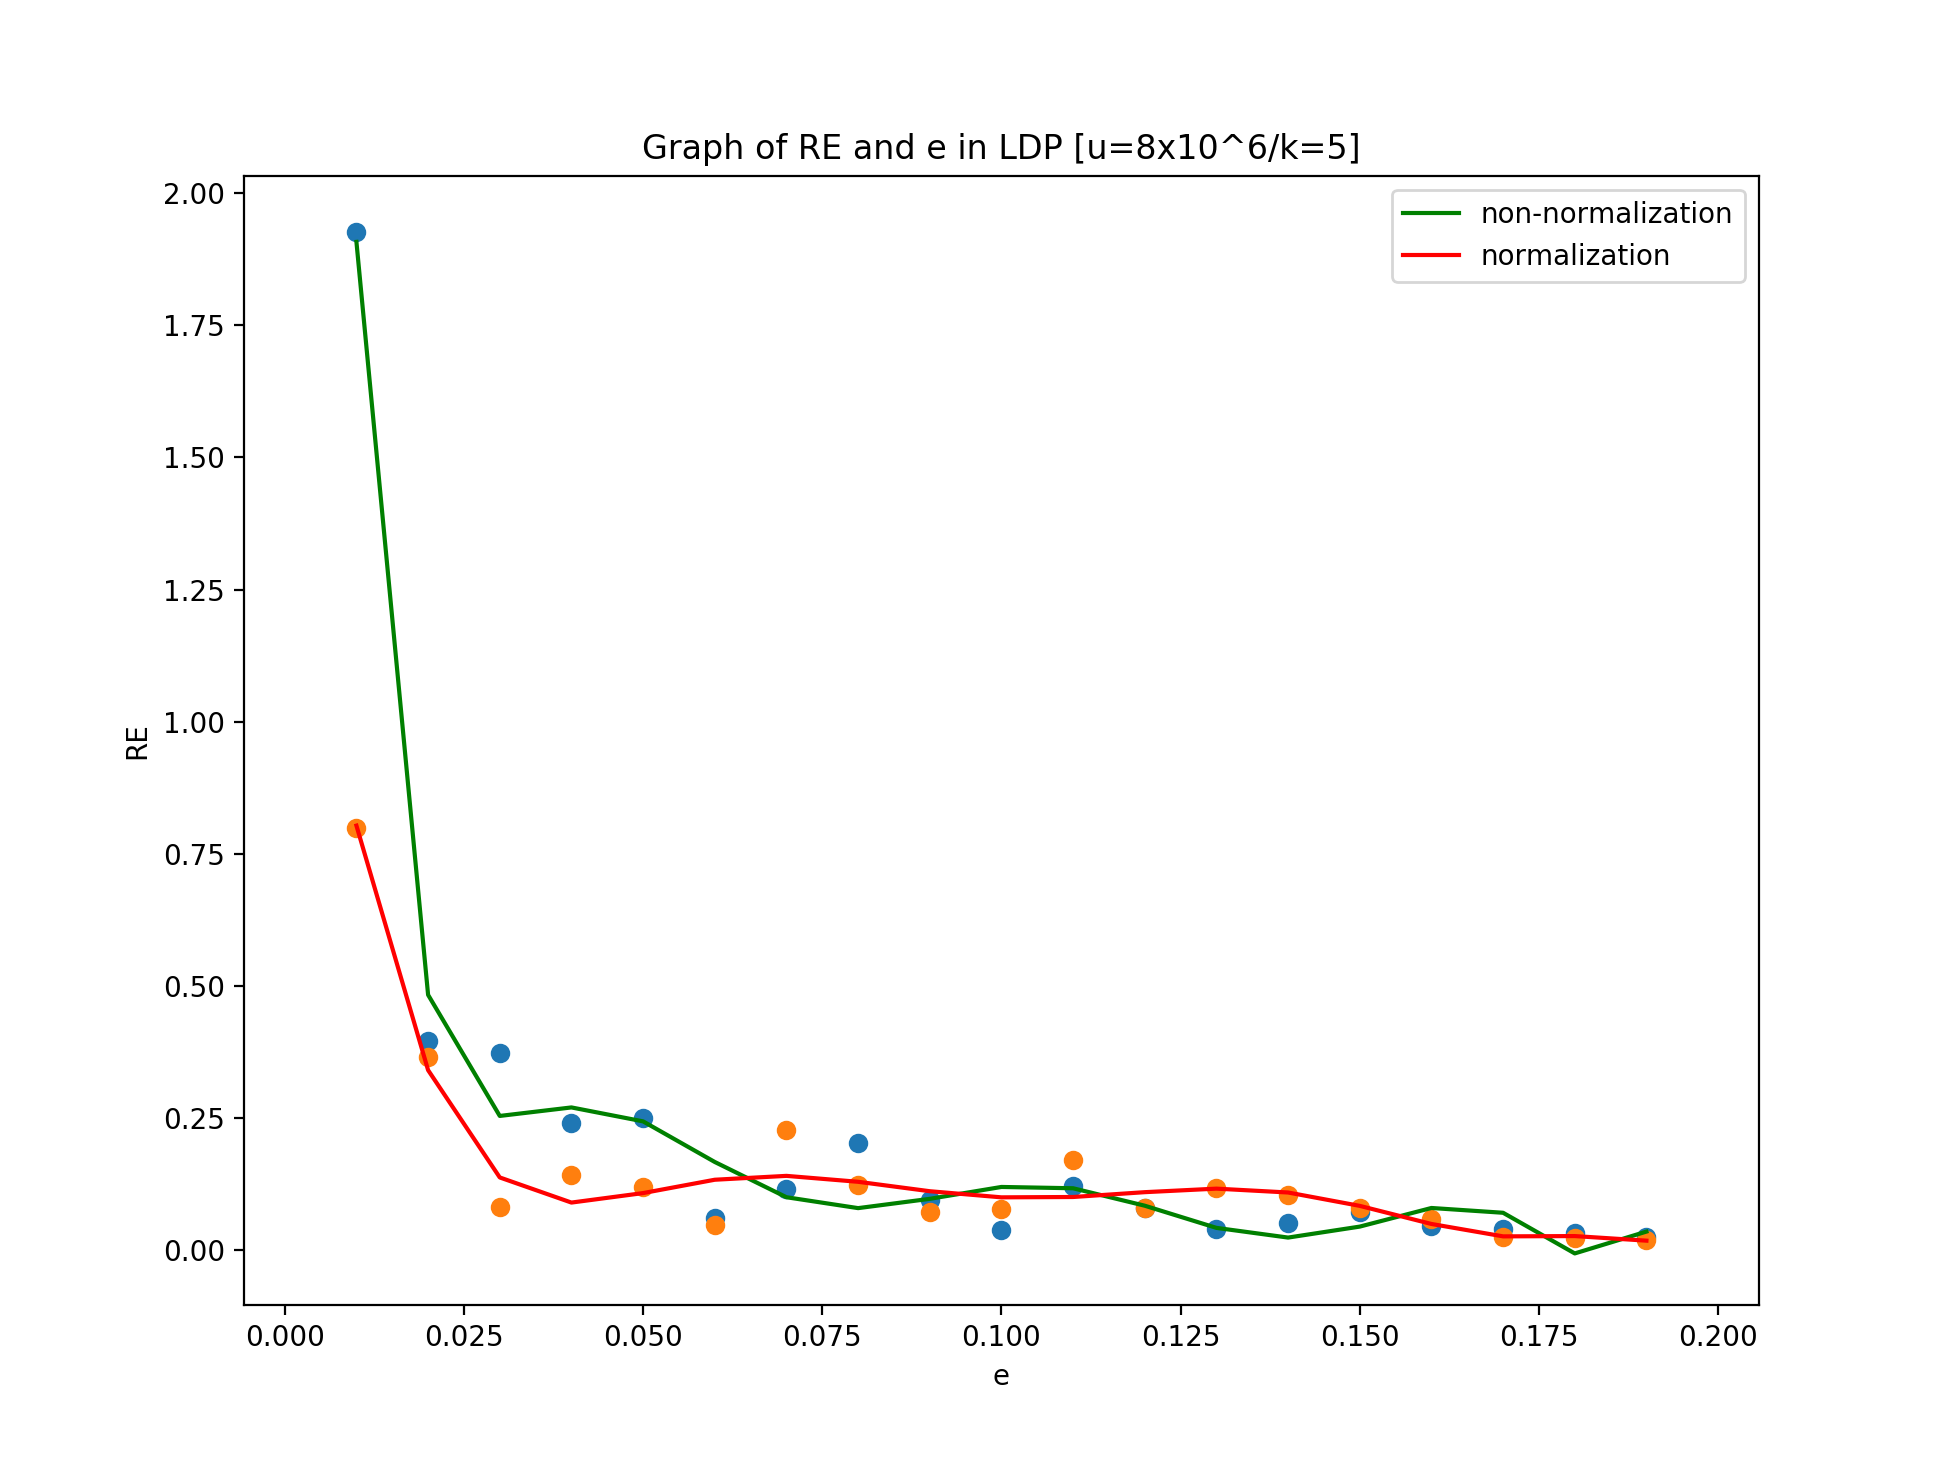 Graph of RE and e in LDP [u=8x10^6/k=5]
non-normalization
normalization
2.00
1.75
1.50
1.25
1.00
0.75
0.50
0.25
0.00
RE
0.000 0.025 0.050 0.075 0.100 0.125 0.150 0.175 0.200
e